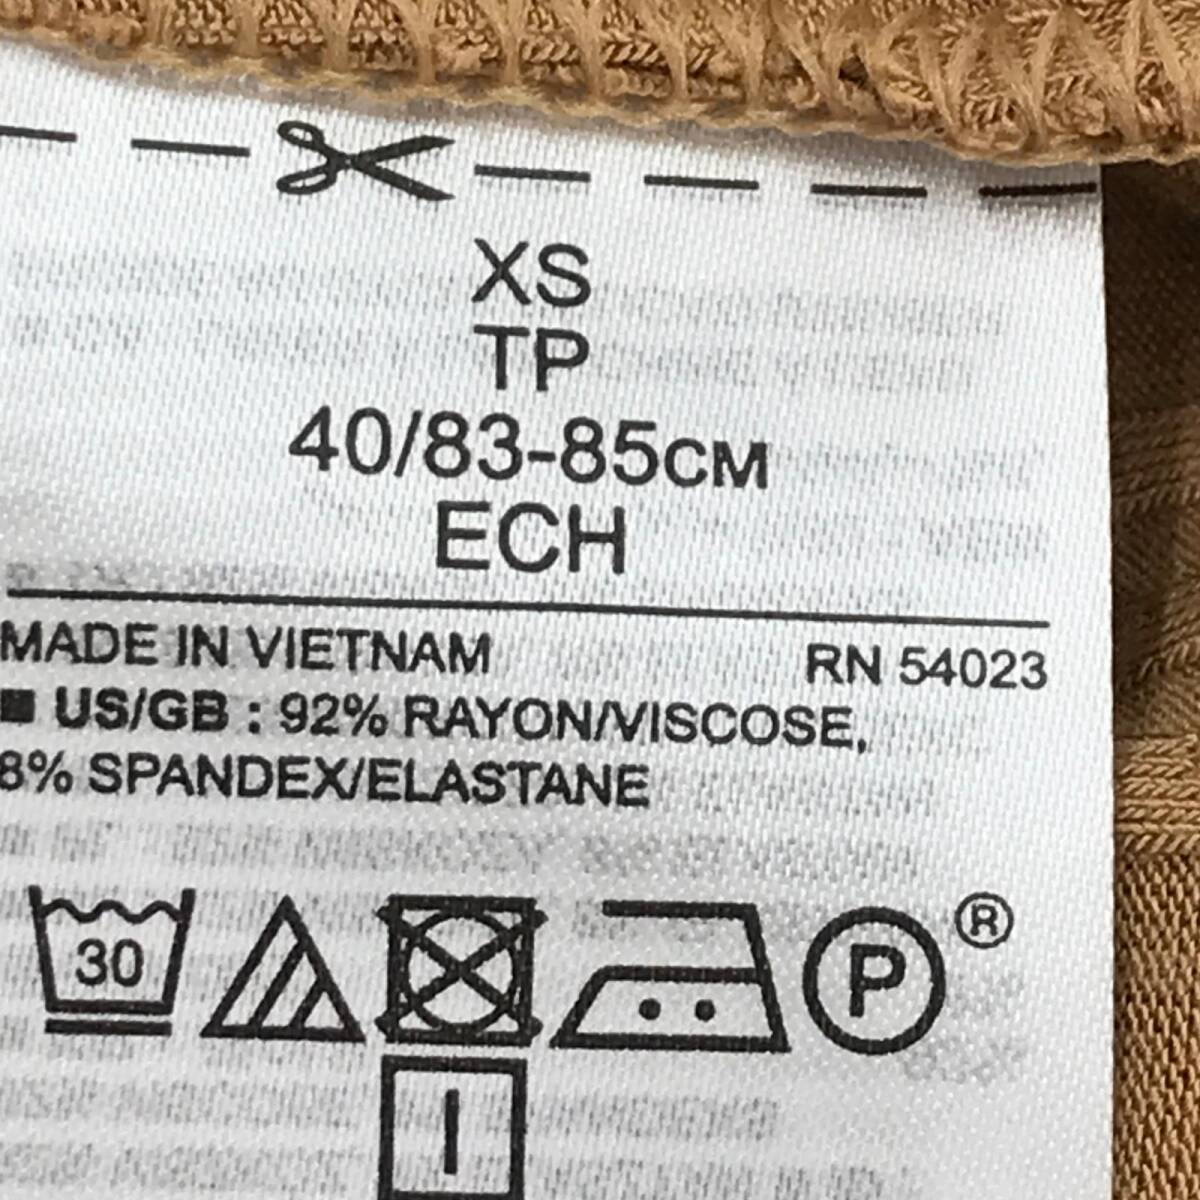 XS
TP
40/83-85CM
ECH
MADE IN VIETNAM RN 54023
■ US/GB : 92% RAYON/VISCOSE,
8% SPANDEX/ELASTANE
30 P ®